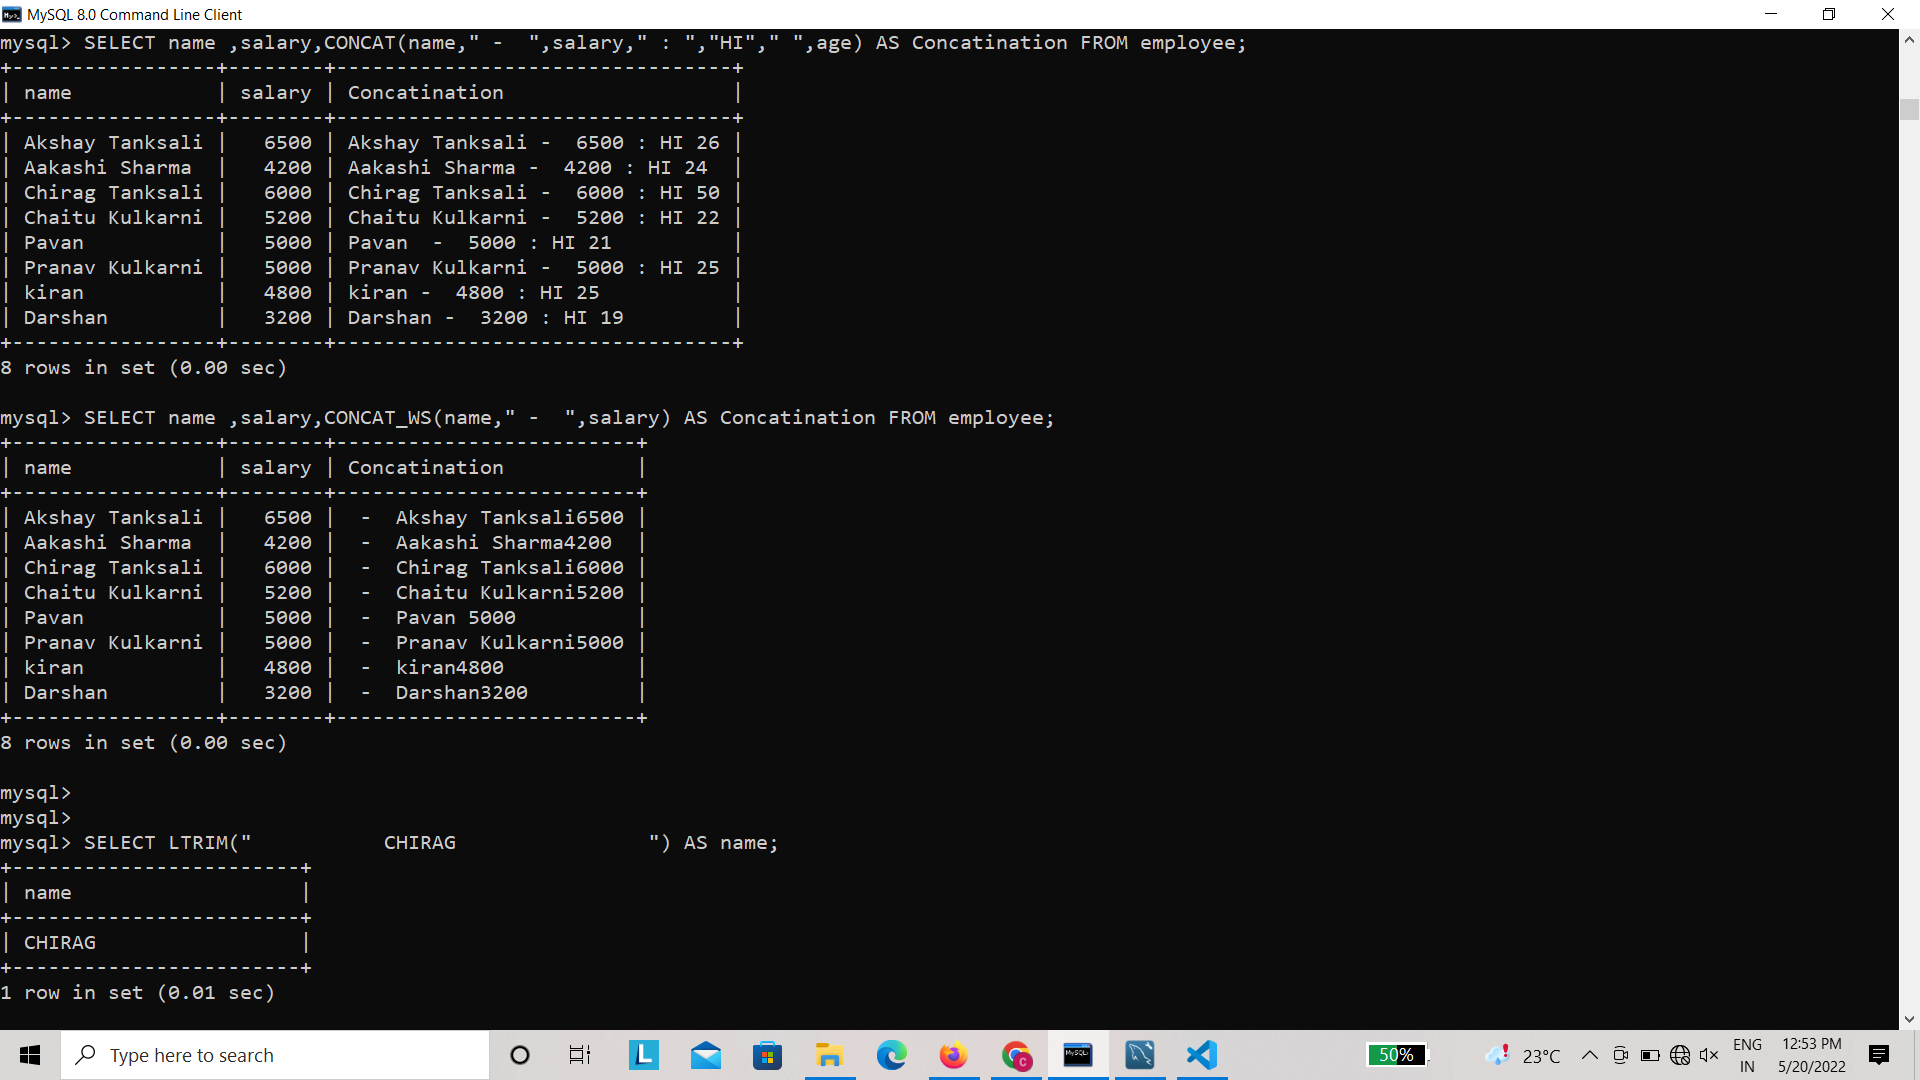 MySQL 8.0 Command Line Client
mysql> SELECT name ,salary,CONCAT(name," -  ",salary," : ","HI"," ",age) AS Concatination FROM employee;
+-----------------+--------+---------------------------------+
| name            | salary | Concatination                   |
+-----------------+--------+---------------------------------+
| Akshay Tanksali |   6500 | Akshay Tanksali -  6500 : HI 26 |
| Aakashi Sharma  |   4200 | Aakashi Sharma -  4200 : HI 24  |
| Chirag Tanksali |   6000 | Chirag Tanksali -  6000 : HI 50 |
| Chaitu Kulkarni |   5200 | Chaitu Kulkarni -  5200 : HI 22 |
| Pavan           |   5000 | Pavan  -  5000 : HI 21          |
| Pranav Kulkarni |   5000 | Pranav Kulkarni -  5000 : HI 25 |
| kiran           |   4800 | kiran -  4800 : HI 25           |
| Darshan         |   3200 | Darshan -  3200 : HI 19         |
+-----------------+--------+---------------------------------+
8 rows in set (0.00 sec)
mysql> SELECT name ,salary,CONCAT_WS(name," -  ",salary) AS Concatination FROM employee;
+-----------------+--------+-------------------------+
| name            | salary | Concatination           |
+-----------------+--------+-------------------------+
| Akshay Tanksali |   6500 |  -  Akshay Tanksali6500 |
| Aakashi Sharma  |   4200 |  -  Aakashi Sharma4200  |
| Chirag Tanksali |   6000 |  -  Chirag Tanksali6000 |
| Chaitu Kulkarni |   5200 |  -  Chaitu Kulkarni5200 |
| Pavan           |   5000 |  -  Pavan 5000          |
| Pranav Kulkarni |   5000 |  -  Pranav Kulkarni5000 |
| kiran           |   4800 |  -  kiran4800           |
| Darshan         |   3200 |  -  Darshan3200         |
+-----------------+--------+-------------------------+
8 rows in set (0.00 sec)
mysql>
mysql>
mysql> SELECT LTRIM("           CHIRAG                ") AS name;
+------------------------+
| name                   |
+------------------------+
| CHIRAG                 |
+------------------------+
1 row in set (0.01 sec)
Type here to search
L
C
MySQL
50%
23°C
ENG
IN
12:53 PM
5/20/2022